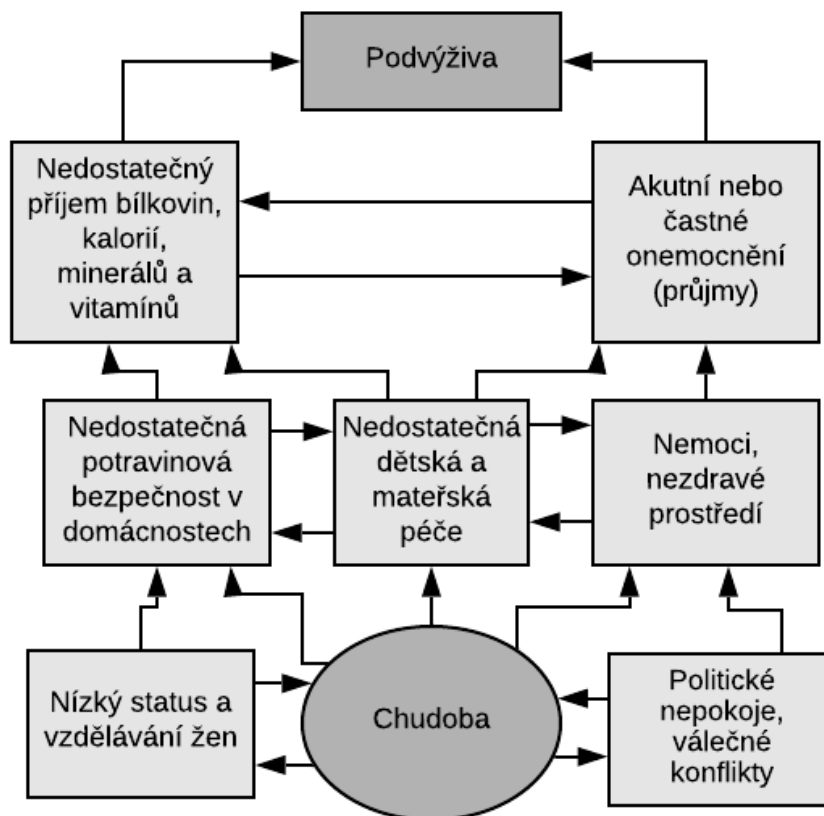 Podvýživa
Nedostatečný
příjem bílkovin,
kalorií,
minerálů a
vitamínů
Akutní nebo
častné
onemocnění
(průjmy)
Nedostatečná
potravinová
bezpečnost v
domácnostech
Nedostatečná
dětská a
mateřská
péče
Nemoci,
nezdravé
prostředí
Nízký status a
vzdělávání žen
Chudoba
Politické
nepokoje,
válečné
konflikty